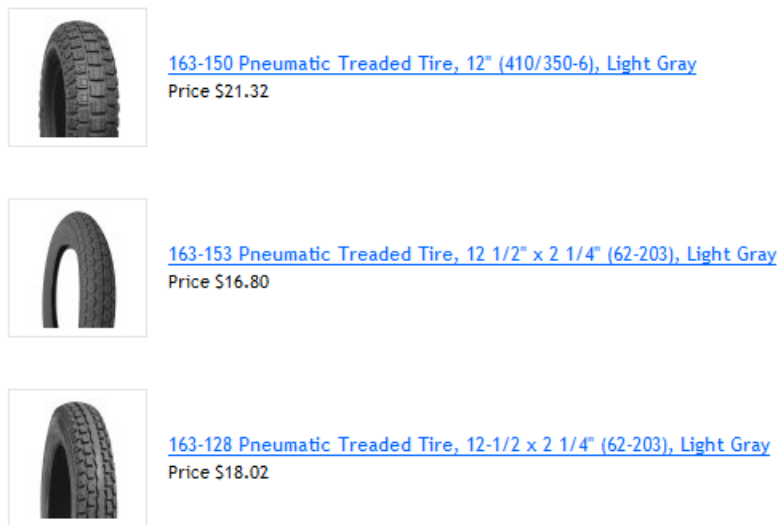 163-150 Pneumatic Treaded Tire, 12" (410/350-6), Light Gray
Price $21.32
163-153 Pneumatic Treaded Tire, 12 1/2" x 2 1/4" (62-203), Light Gray
Price $16.80
163-128 Pneumatic Treaded Tire, 12-1/2 x 2 1/4" (62-203), Light Gray
Price $18.02